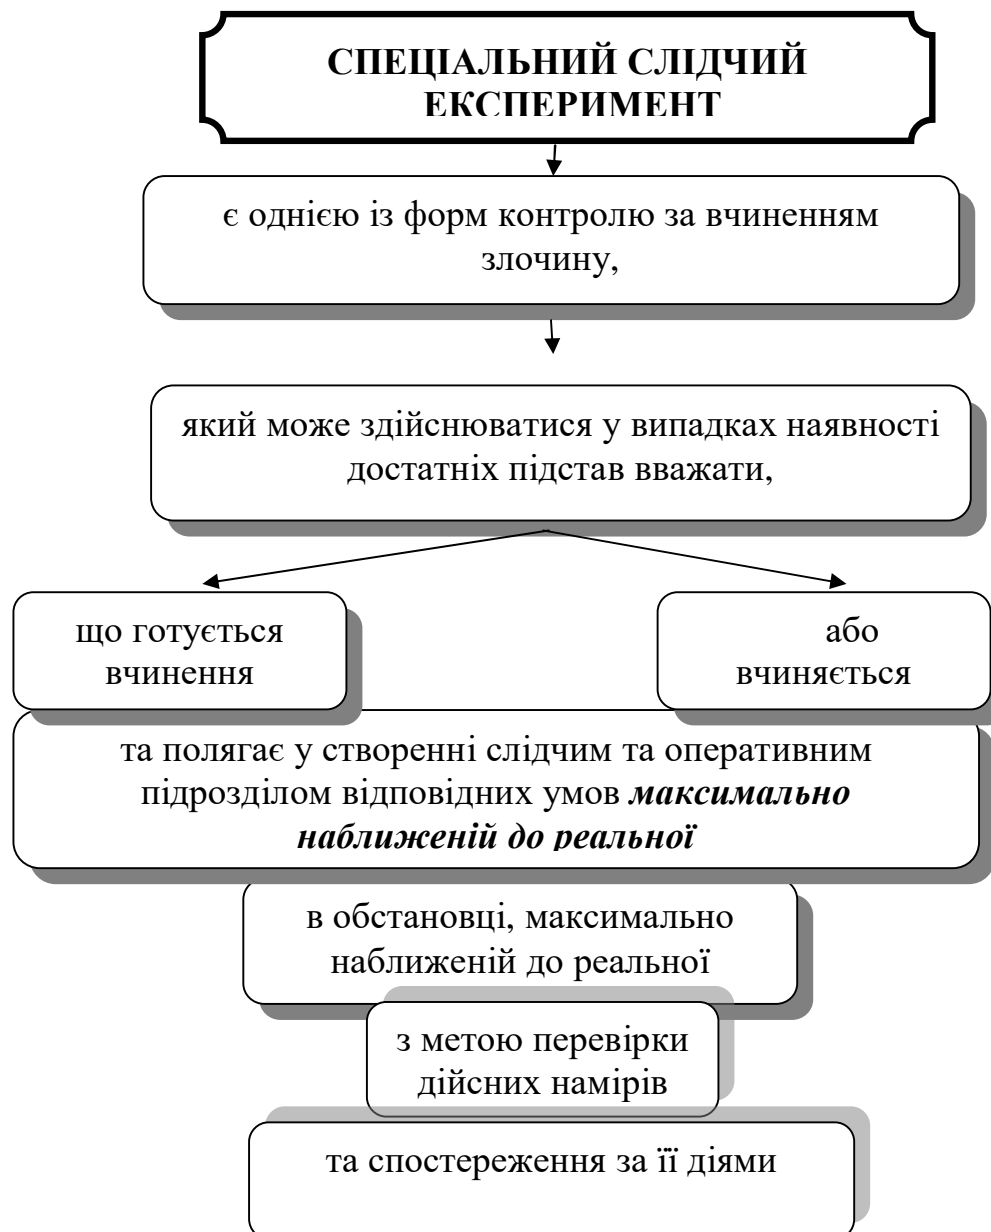 СПЕЦІАЛЬНИЙ СЛІДЧИЙ
ЕКСПЕРИМЕНТ
є однією із форм контролю за вчиненням
злочину,
який може здійснюватися у випадках наявності
достатніх підстав вважати,
що готується
вчинення
або
вчиняється
та полягає у створенні слідчим та оперативним
підрозділом відповідних умов максимально
наближеній до реальної
в обстановці, максимально
наближеній до реальної
з метою перевірки
дійсних намірів
та спостереження за її діями